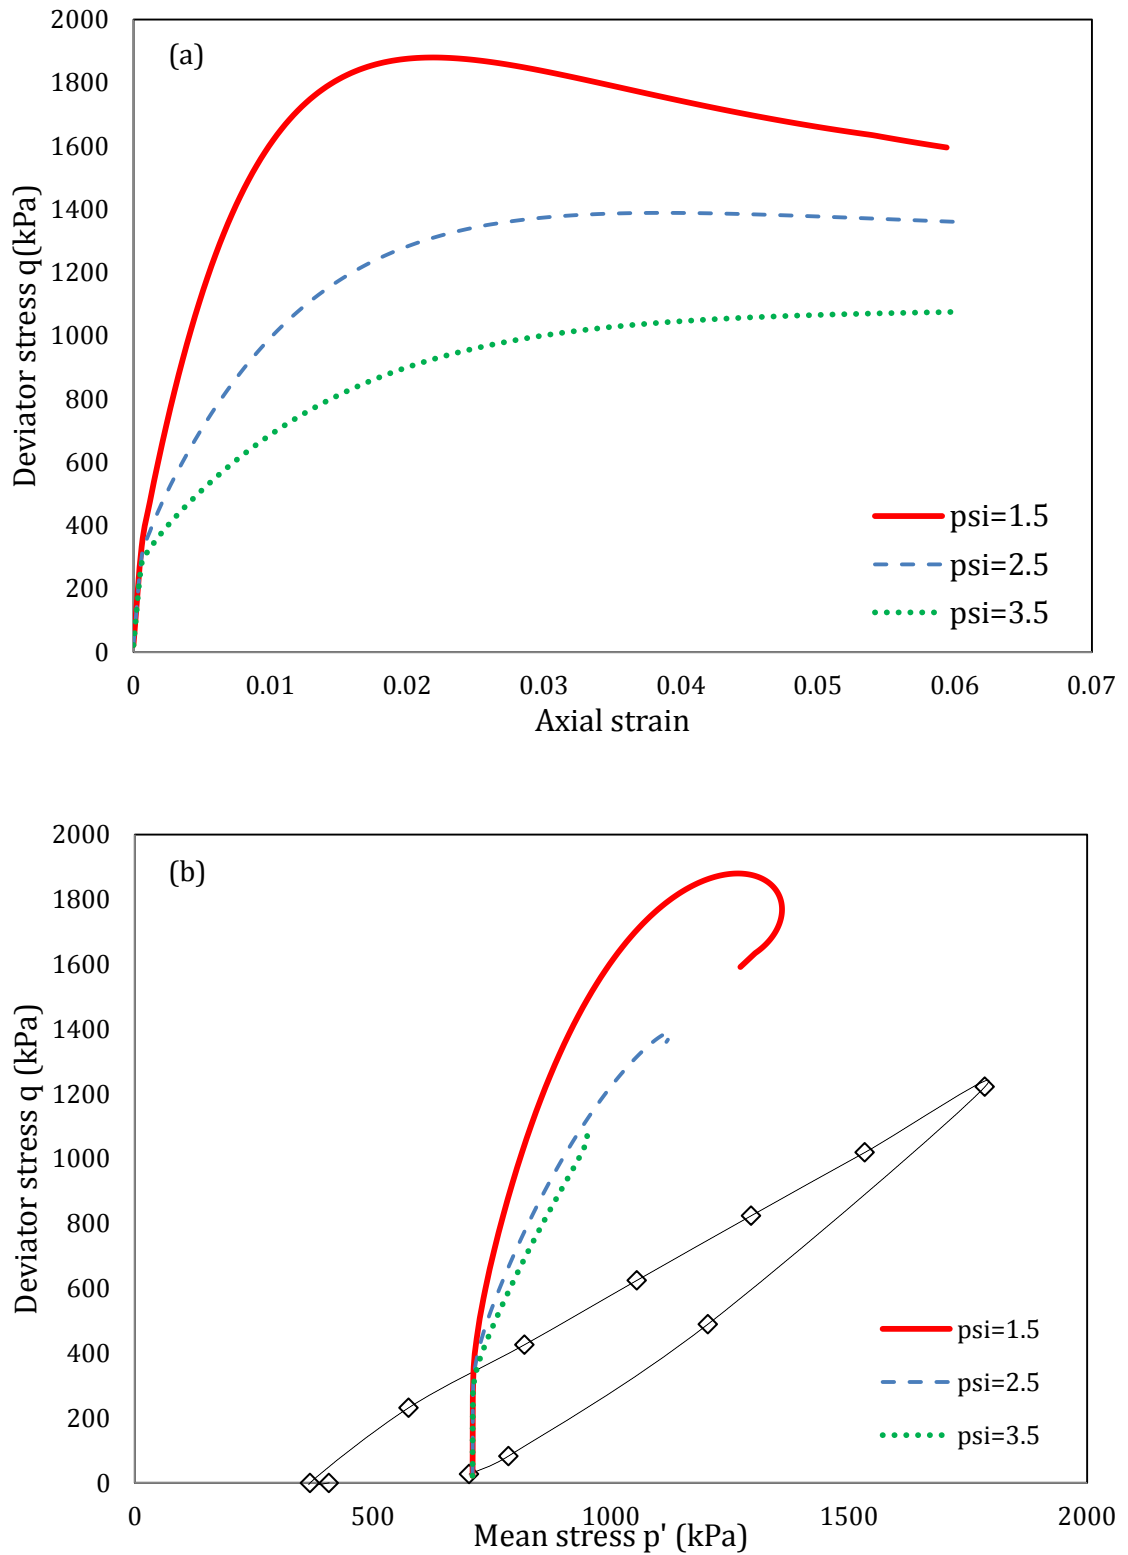 2000
(a)
1800
1600
1400
1200
1000
800
600
400
200
0
Deviator stress q(kPa)
psi=1.5
psi=2.5
psi=3.5
0 0.01 0.02 0.03 0.04 0.05 0.06 0.07
Axial strain
2000
(b)
1800
1600
1400
1200
1000
800
600
400
200
0
Deviator stress q (kPa)
psi=1.5
psi=2.5
psi=3.5
0 500 1000 1500 2000
Mean stress p' (kPa)